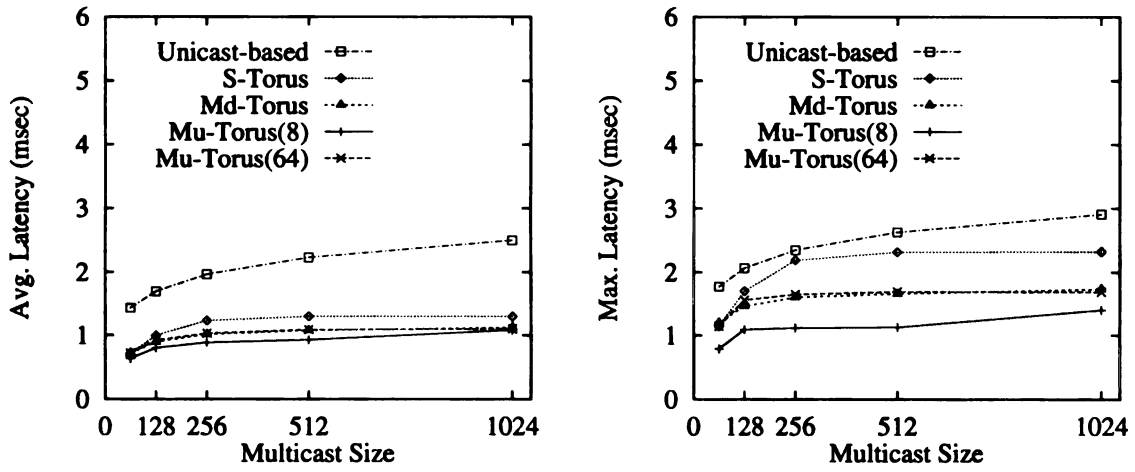 6
5
4
3
2
1
0
Avg. Latency (msec)
Unicast-based
S-Torus
Md-Torus
Mu-Torus(8)
Mu-Torus(64)
0 128 256 512 1024
Multicast Size
6
5
4
3
2
1
0
Max. Latency (msec)
Unicast-based
S-Torus
Md-Torus
Mu-Torus(8)
Mu-Torus(64)
0 128 256 512 1024
Multicast Size